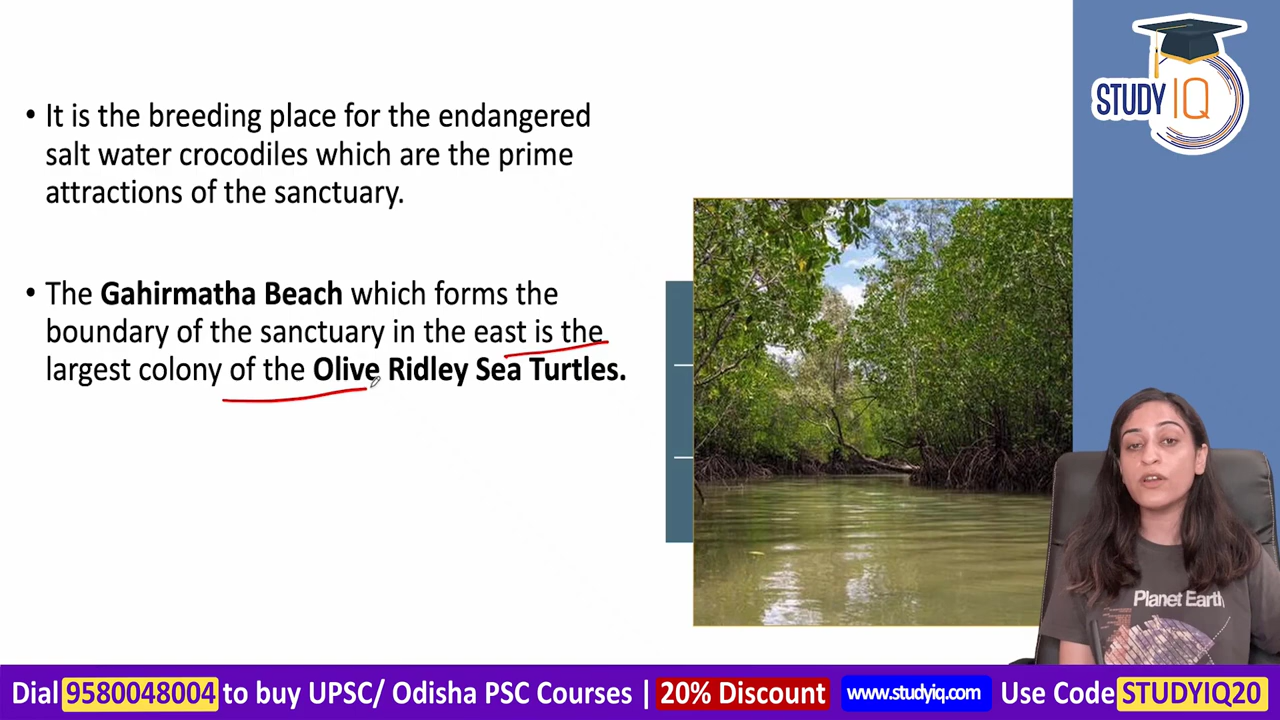 • It is the breeding place for the endangered
salt water crocodiles which are the prime
attractions of the sanctuary.
• The Gahirmatha Beach which forms the
boundary of the sanctuary in the east is the
largest colony of the Olive Ridley Sea Turtles.
STUDY IQ
Planet Earth
Dial 9580048004 to buy UPSC/ Odisha PSC Courses | 20% Discount www.studyiq.com Use Code STUDYIQ20